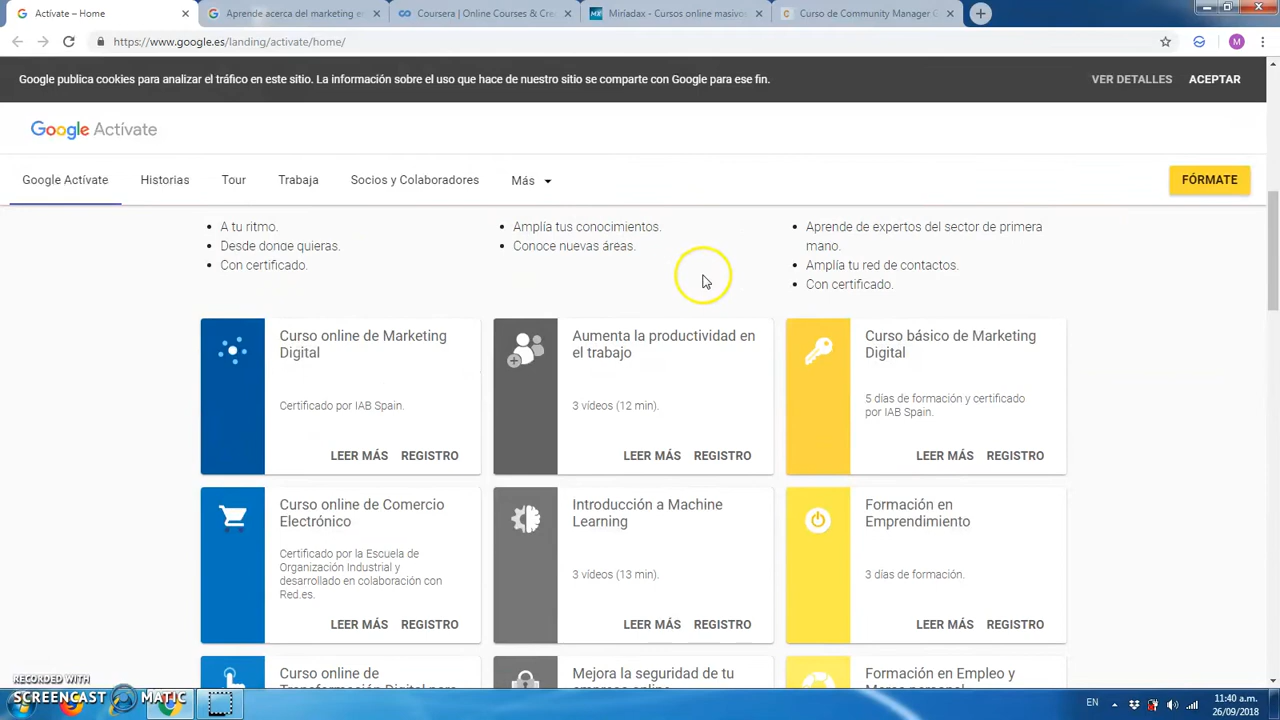 Actívate – Home
Aprende acerca del marketing e
Coursera | Online Courses & Cre
Miríadax - Cursos online masivo
Curso de Community Manager G
https://www.google.es/landing/activate/home/
M
Google publica cookies para analizar el tráfico en este sitio. La información sobre el uso que hace de nuestro sitio se comparte con Google para ese fin.
VER DETALLES ACEPTAR
Google Actívate
Google Actívate Historias Tour Trabaja Socios y Colaboradores Más
FÓRMATE
A tu ritmo.
Desde donde quieras.
Con certificado.
Amplía tus conocimientos.
Conoce nuevas áreas.
Aprende de expertos del sector de primera
mano.
Amplía tu red de contactos.
Con certificado.
Curso online de Marketing
Digital
Certificado por IAB Spain.
LEER MÁS REGISTRO
Aumenta la productividad en
el trabajo
3 vídeos (12 min).
LEER MÁS REGISTRO
Curso básico de Marketing
Digital
5 días de formación y certificado
por IAB Spain.
LEER MÁS REGISTRO
Curso online de Comercio
Electrónico
Certificado por la Escuela de
Organización Industrial y
desarrollado en colaboración con
Red.es.
LEER MÁS REGISTRO
Introducción a Machine
Learning
3 vídeos (13 min).
LEER MÁS REGISTRO
Formación en
Emprendimiento
3 días de formación.
LEER MÁS REGISTRO
Curso online de
Transformación Digital para
Mejora la seguridad de tu
empresa online
Formación en Empleo y
RECORDED WITH
SCREENCAST MATIC
EN
11:40 a.m.
26/09/2018